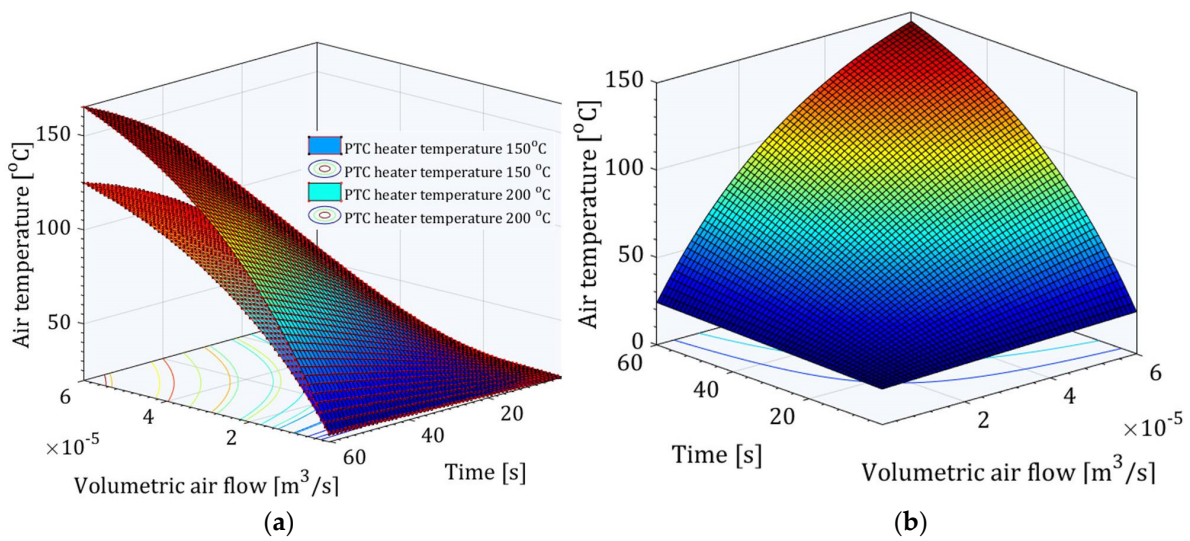 Air temperature [°C]
150
100
50
PTC heater temperature 150°C
PTC heater temperature 150 °C
PTC heater temperature 200 °C
PTC heater temperature 200 °C
6
4
2
×10⁻⁵
20
40
60
Volumetric air flow [m³/s]
Time [s]
(a)
Air temperature [°C]
150
100
50
0
60
40
20
2
4
6
×10⁻⁵
Time [s]
Volumetric air flow [m³/s]
(b)